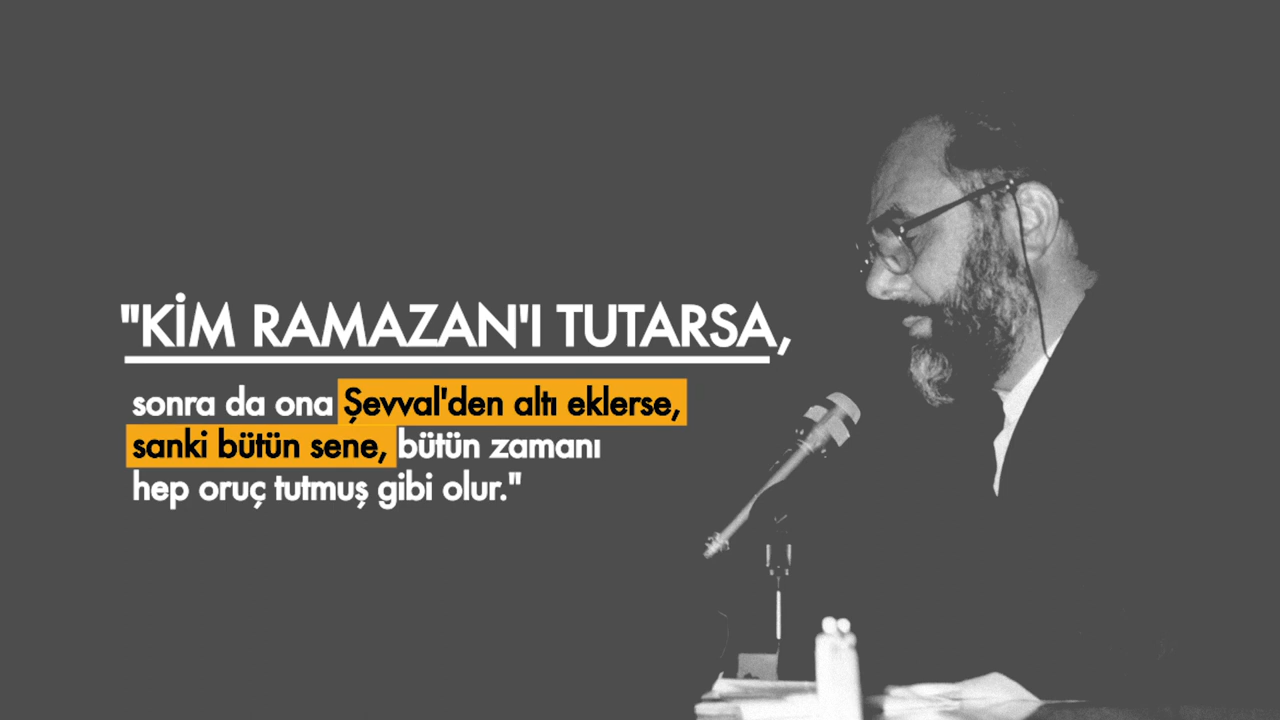 "KİM RAMAZAN'I TUTARSA,
sonra da ona Şevval'den altı eklerse,
sanki bütün sene, bütün zamanı
hep oruç tutmuş gibi olur."